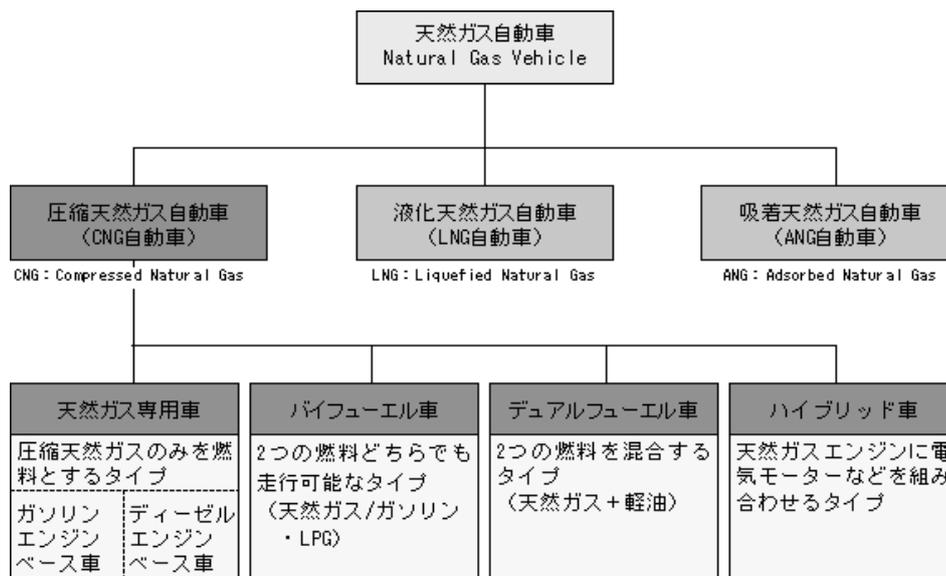 天然ガス自動車
Natural Gas Vehicle
圧縮天然ガス自動車
(CNG自動車)
CNG：Compressed Natural Gas
液化天然ガス自動車
(LNG自動車)
LNG：Liquefied Natural Gas
吸着天然ガス自動車
(ANG自動車)
ANG：Adsorbed Natural Gas
天然ガス専用車
圧縮天然ガスのみを燃
料とするタイプ
ガソリン
エンジン
ベース車
ディーゼル
エンジン
ベース車
バイフューエル車
2つの燃料どちらでも
走行可能なタイプ
(天然ガス/ガソリン
・LPG)
デュアルフューエル車
2つの燃料を混合する
タイプ
(天然ガス＋軽油)
ハイブリッド車
天然ガスエンジンに電
気モーターなどを組み
合わせるタイプ